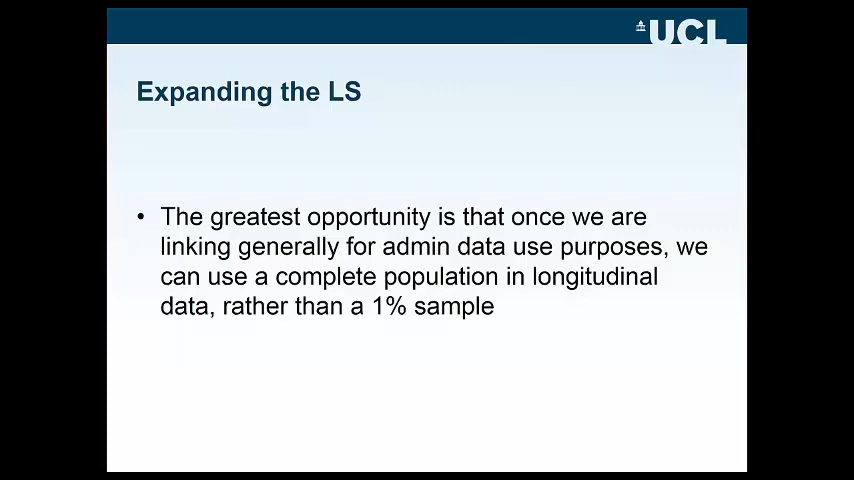 UCL
Expanding the LS
• The greatest opportunity is that once we are
linking generally for admin data use purposes, we
can use a complete population in longitudinal
data, rather than a 1% sample